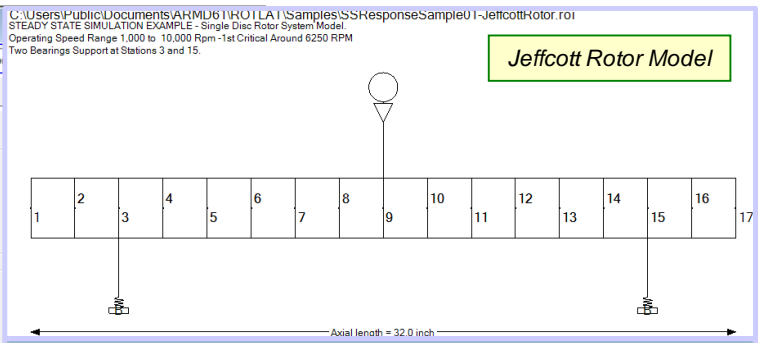 C:\Users\Public\Documents\ARMD61\ROTLAT\Samples\SSResponseSample01-JeffcottRotor.rol
STEADY STATE SIMULATION EXAMPLE - Single Disc Rotor System Model.
Operating Speed Range 1,000 to 10,000 Rpm -1st Critical Around 6250 RPM
Two Bearings Support at Stations 3 and 15.
Jeffcott Rotor Model
2 4 6 8 10 12 14 16
1 3 5 7 9 11 13 15 17
Axial length = 32.0 inch